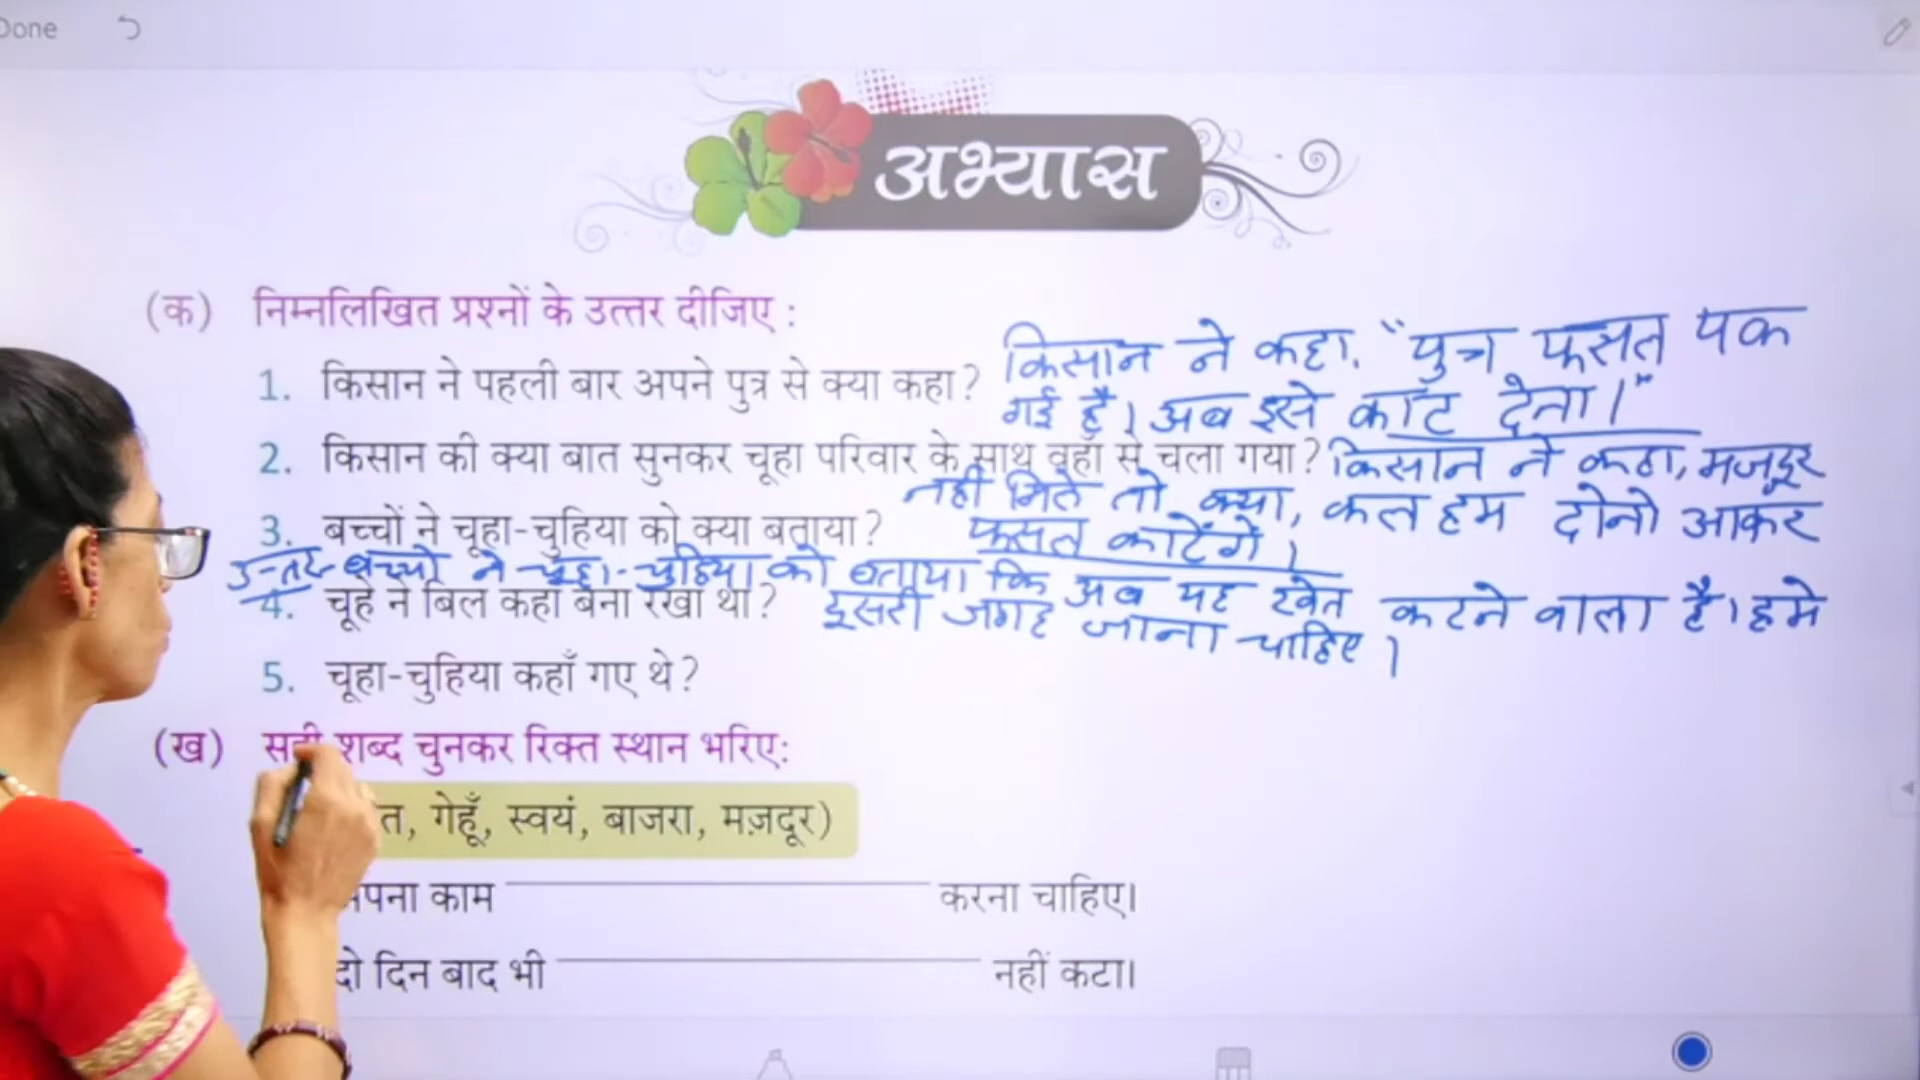 Done
अभ्यास
(क) निम्नलिखित प्रश्नों के उत्तर दीजिए :
1. किसान ने पहली बार अपने पुत्र से क्या कहा?
किसान ने कहा, "पुत्र फसल पक
गई है। अब इसे काट देना।"
2. किसान की क्या बात सुनकर चूहा परिवार के साथ वहाँ से चला गया?
किसान ने कहा, मजदूर
नहीं मिले तो क्या, कल हम दोनो आकर
फसल काटेंगे।
3. बच्चों ने चूहा-चुहिया को क्या बताया?
उत्तर- बच्चो ने चूहा-चुहिया को बताया कि अब यह खेत कटने वाला है। हमे
दूसरी जगह जाना चाहिए।
4. चूहे ने बिल कहाँ बना रखा था?
5. चूहा-चुहिया कहाँ गए थे?
(ख) सही शब्द चुनकर रिक्त स्थान भरिए:
गेहूँ, स्वयं, बाजरा, मज़दूर)
काम ____ करना चाहिए।
दो दिन बाद भी ____ नहीं कटा।